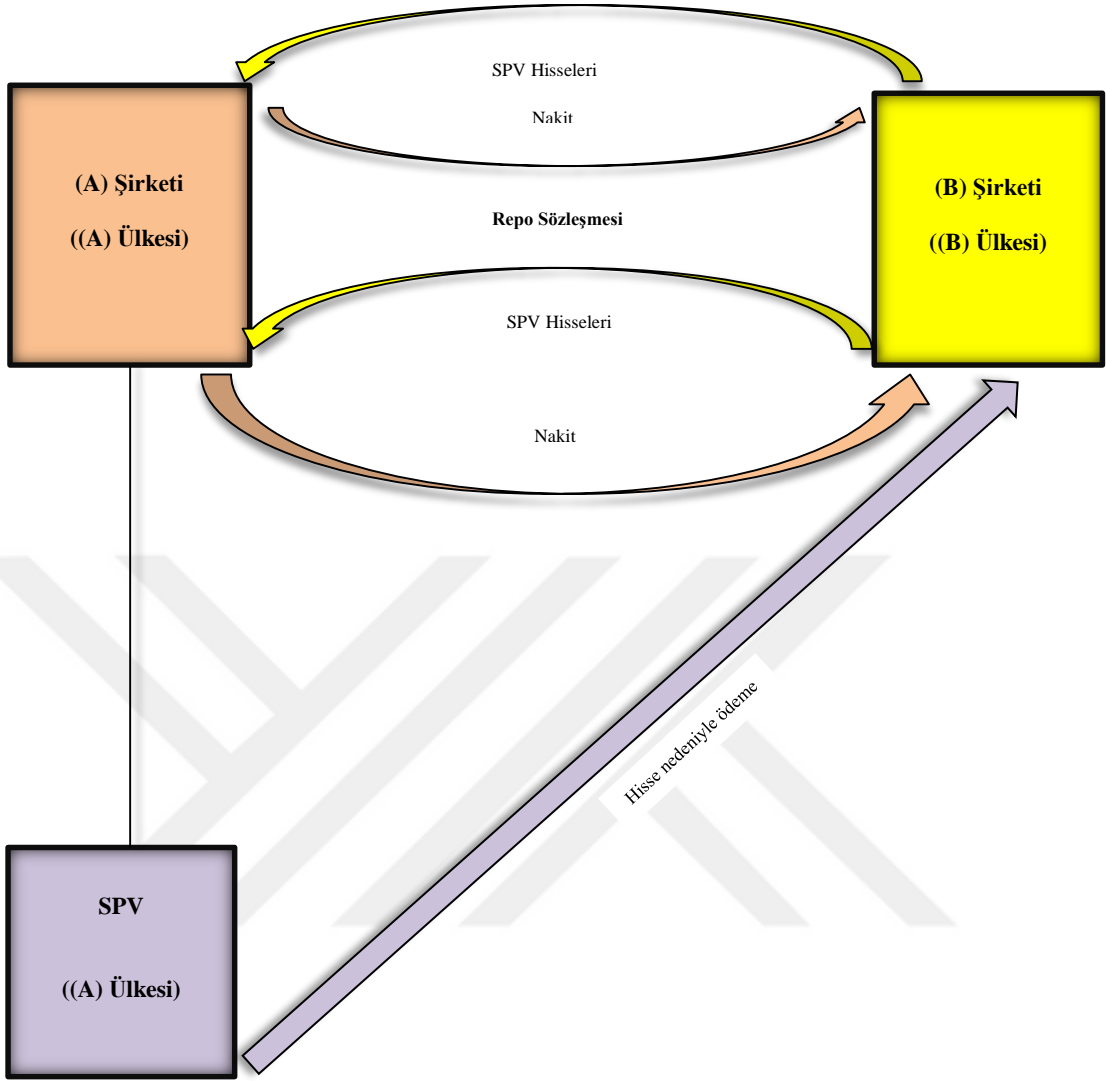 SPV Hisseleri
Nakit
(A) Şirketi
((A) Ülkesi)
(B) Şirketi
((B) Ülkesi)
Repo Sözleşmesi
SPV Hisseleri
Nakit
Hisse nedeniyle ödeme
SPV
((A) Ülkesi)